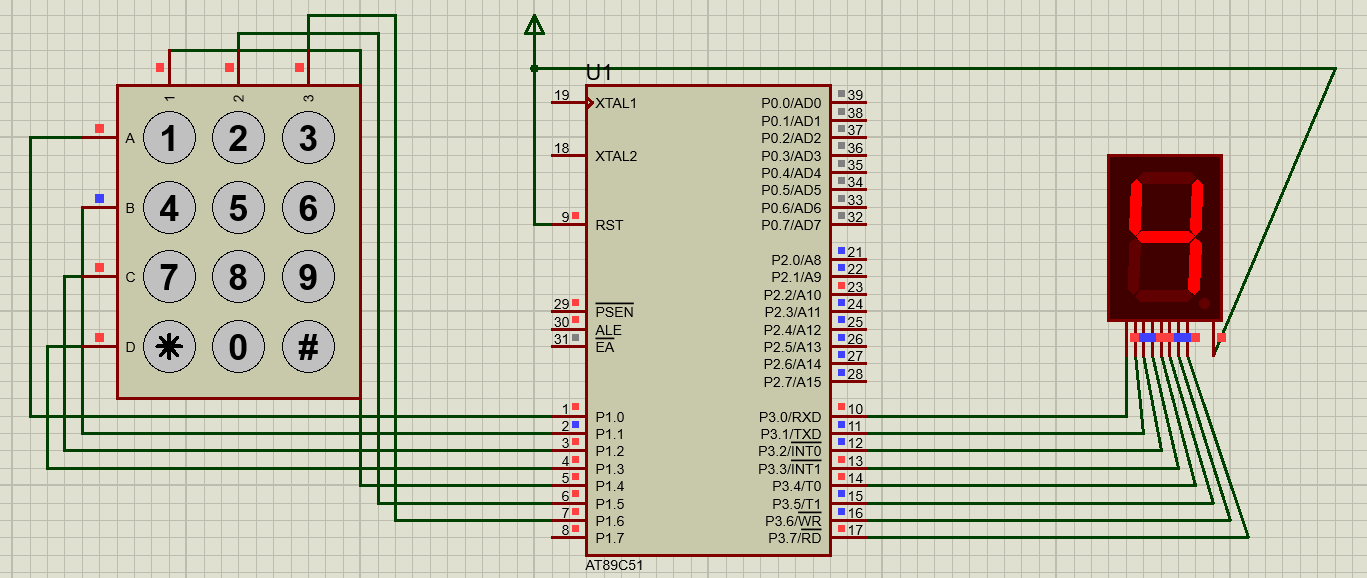 1 2 3
A 1 2 3
B 4 5 6
C 7 8 9
D * 0 #
U1
19 XTAL1
18 XTAL2
9 RST
29 PSEN
30 ALE
31 EA
1 P1.0
2 P1.1
3 P1.2
4 P1.3
5 P1.4
6 P1.5
7 P1.6
8 P1.7
P0.0/AD0 39
P0.1/AD1 38
P0.2/AD2 37
P0.3/AD3 36
P0.4/AD4 35
P0.5/AD5 34
P0.6/AD6 33
P0.7/AD7 32
P2.0/A8 21
P2.1/A9 22
P2.2/A10 23
P2.3/A11 24
P2.4/A12 25
P2.5/A13 26
P2.6/A14 27
P2.7/A15 28
P3.0/RXD 10
P3.1/TXD 11
P3.2/INT0 12
P3.3/INT1 13
P3.4/T0 14
P3.5/T1 15
P3.6/WR 16
P3.7/RD 17
AT89C51
4